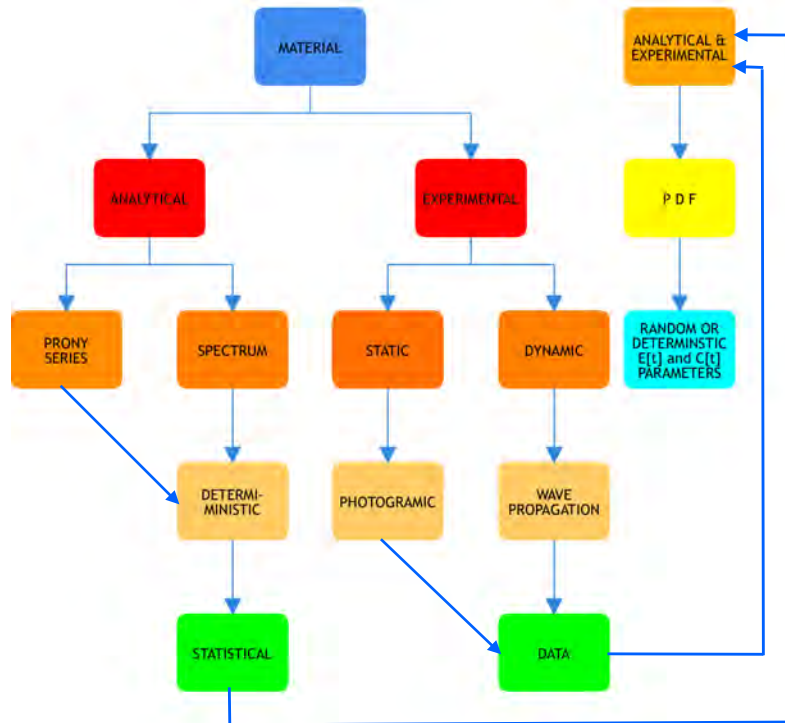 MATERIAL
ANALYTICAL &
EXPERIMENTAL
ANALYTICAL
EXPERIMENTAL
P D F
PRONY
SERIES
SPECTRUM
STATIC
DYNAMIC
RANDOM OR
DETERMINSTIC
E[t] and C[t]
PARAMETERS
DETERMI-
MINISTIC
PHOTOGRAMIC
WAVE
PROPAGATION
STATISTICAL
DATA